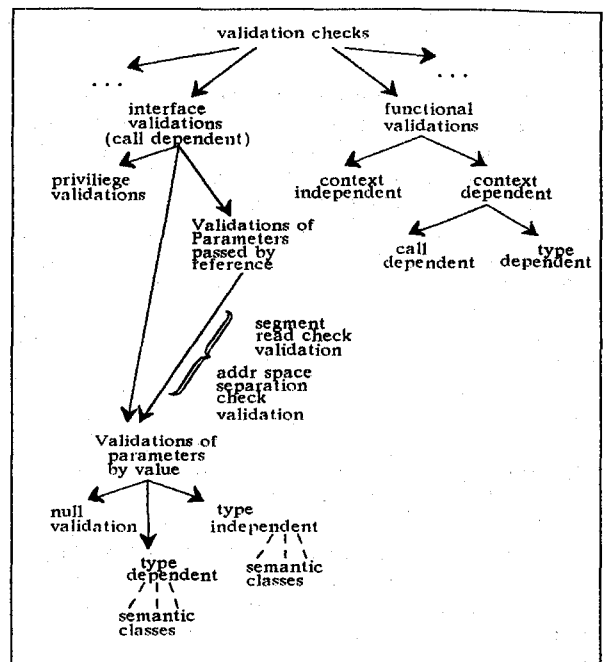 validation checks
. . .
. . .
interface
validations
(call dependent)
functional
validations
priviliege
validations
context
independent
context
dependent
Validations of
Parameters
passed by
reference
call
dependent
type
dependent
segment
read check
validation
addr space
separation
check
validation
Validations of
parameters
by value
null
validation
type
independent
type
dependent
semantic
classes
semantic
classes